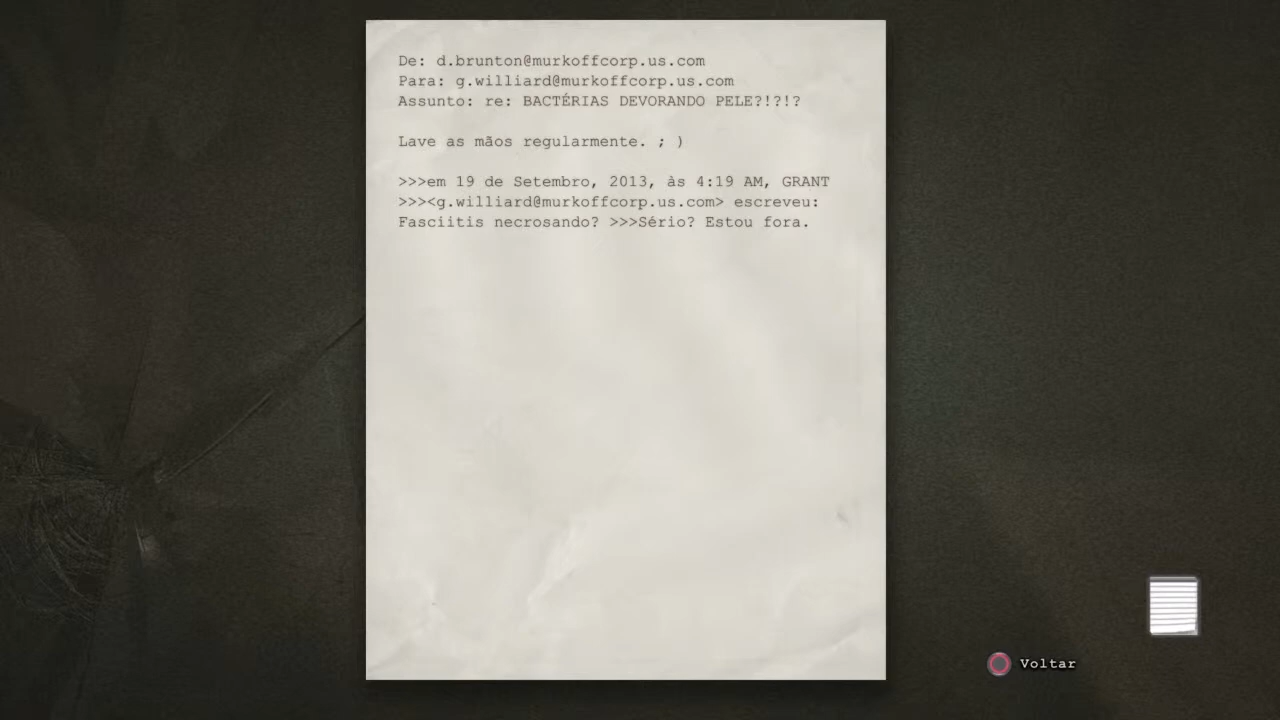 De: d.brunton@murkoffcorp.us.com
Para: g.williard@murkoffcorp.us.com
Assunto: re: BACTÉRIAS DEVORANDO PELE?!?!?
Lave as mãos regularmente. ; )
>>>em 19 de Setembro, 2013, às 4:19 AM, GRANT
>>><g.williard@murkoffcorp.us.com> escreveu:
Fasciitis necrosando? >>>Sério? Estou fora.
Voltar